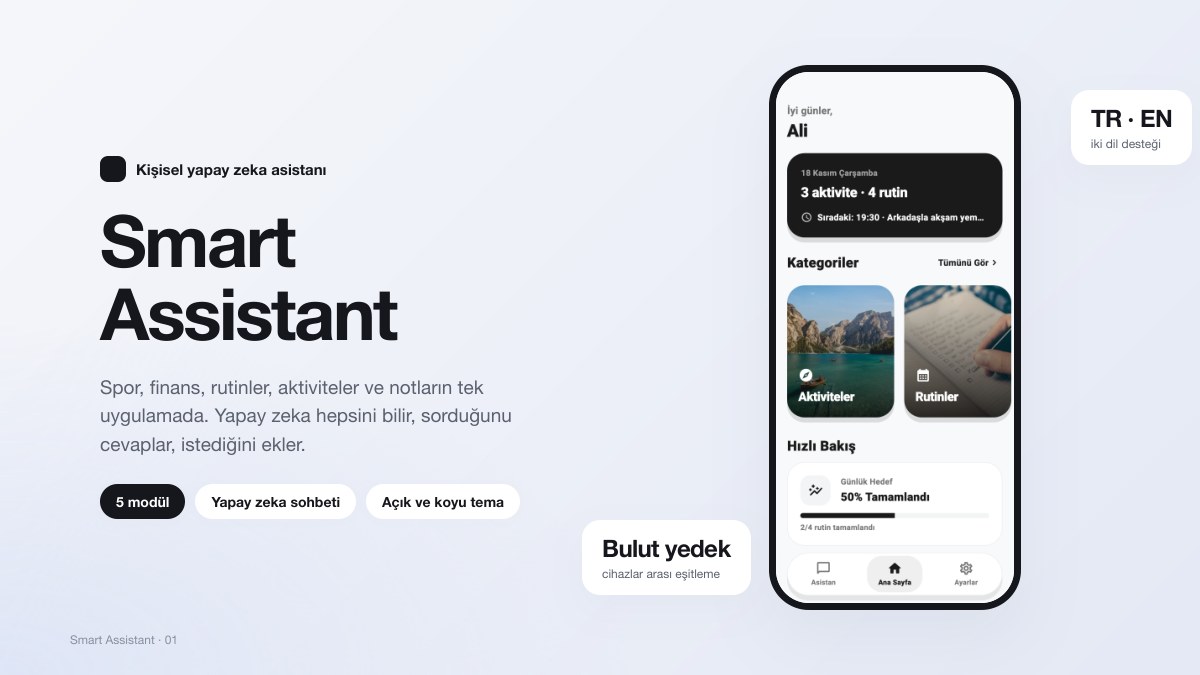 Kişisel yapay zeka asistanı
Smart
Assistant
Spor, finans, rutinler, aktiviteler ve notların tek
uygulamada. Yapay zeka hepsini bilir, sorduğunu
cevaplar, istediğini ekler.
5 modül
Yapay zeka sohbeti
Açık ve koyu tema
Bulut yedek
cihazlar arası eşitleme
İyi günler,
Ali
18 Kasım Çarşamba
3 aktivite · 4 rutin
Sıradaki: 19:30 · Arkadaşla akşam yem...
Kategoriler
Tümünü Gör ›
Aktiviteler
Rutinler
Hızlı Bakış
Günlük Hedef
50% Tamamlandı
2/4 rutin tamamlandı
Asistan
Ana Sayfa
Ayarlar
TR · EN
iki dil desteği
Smart Assistant · 01